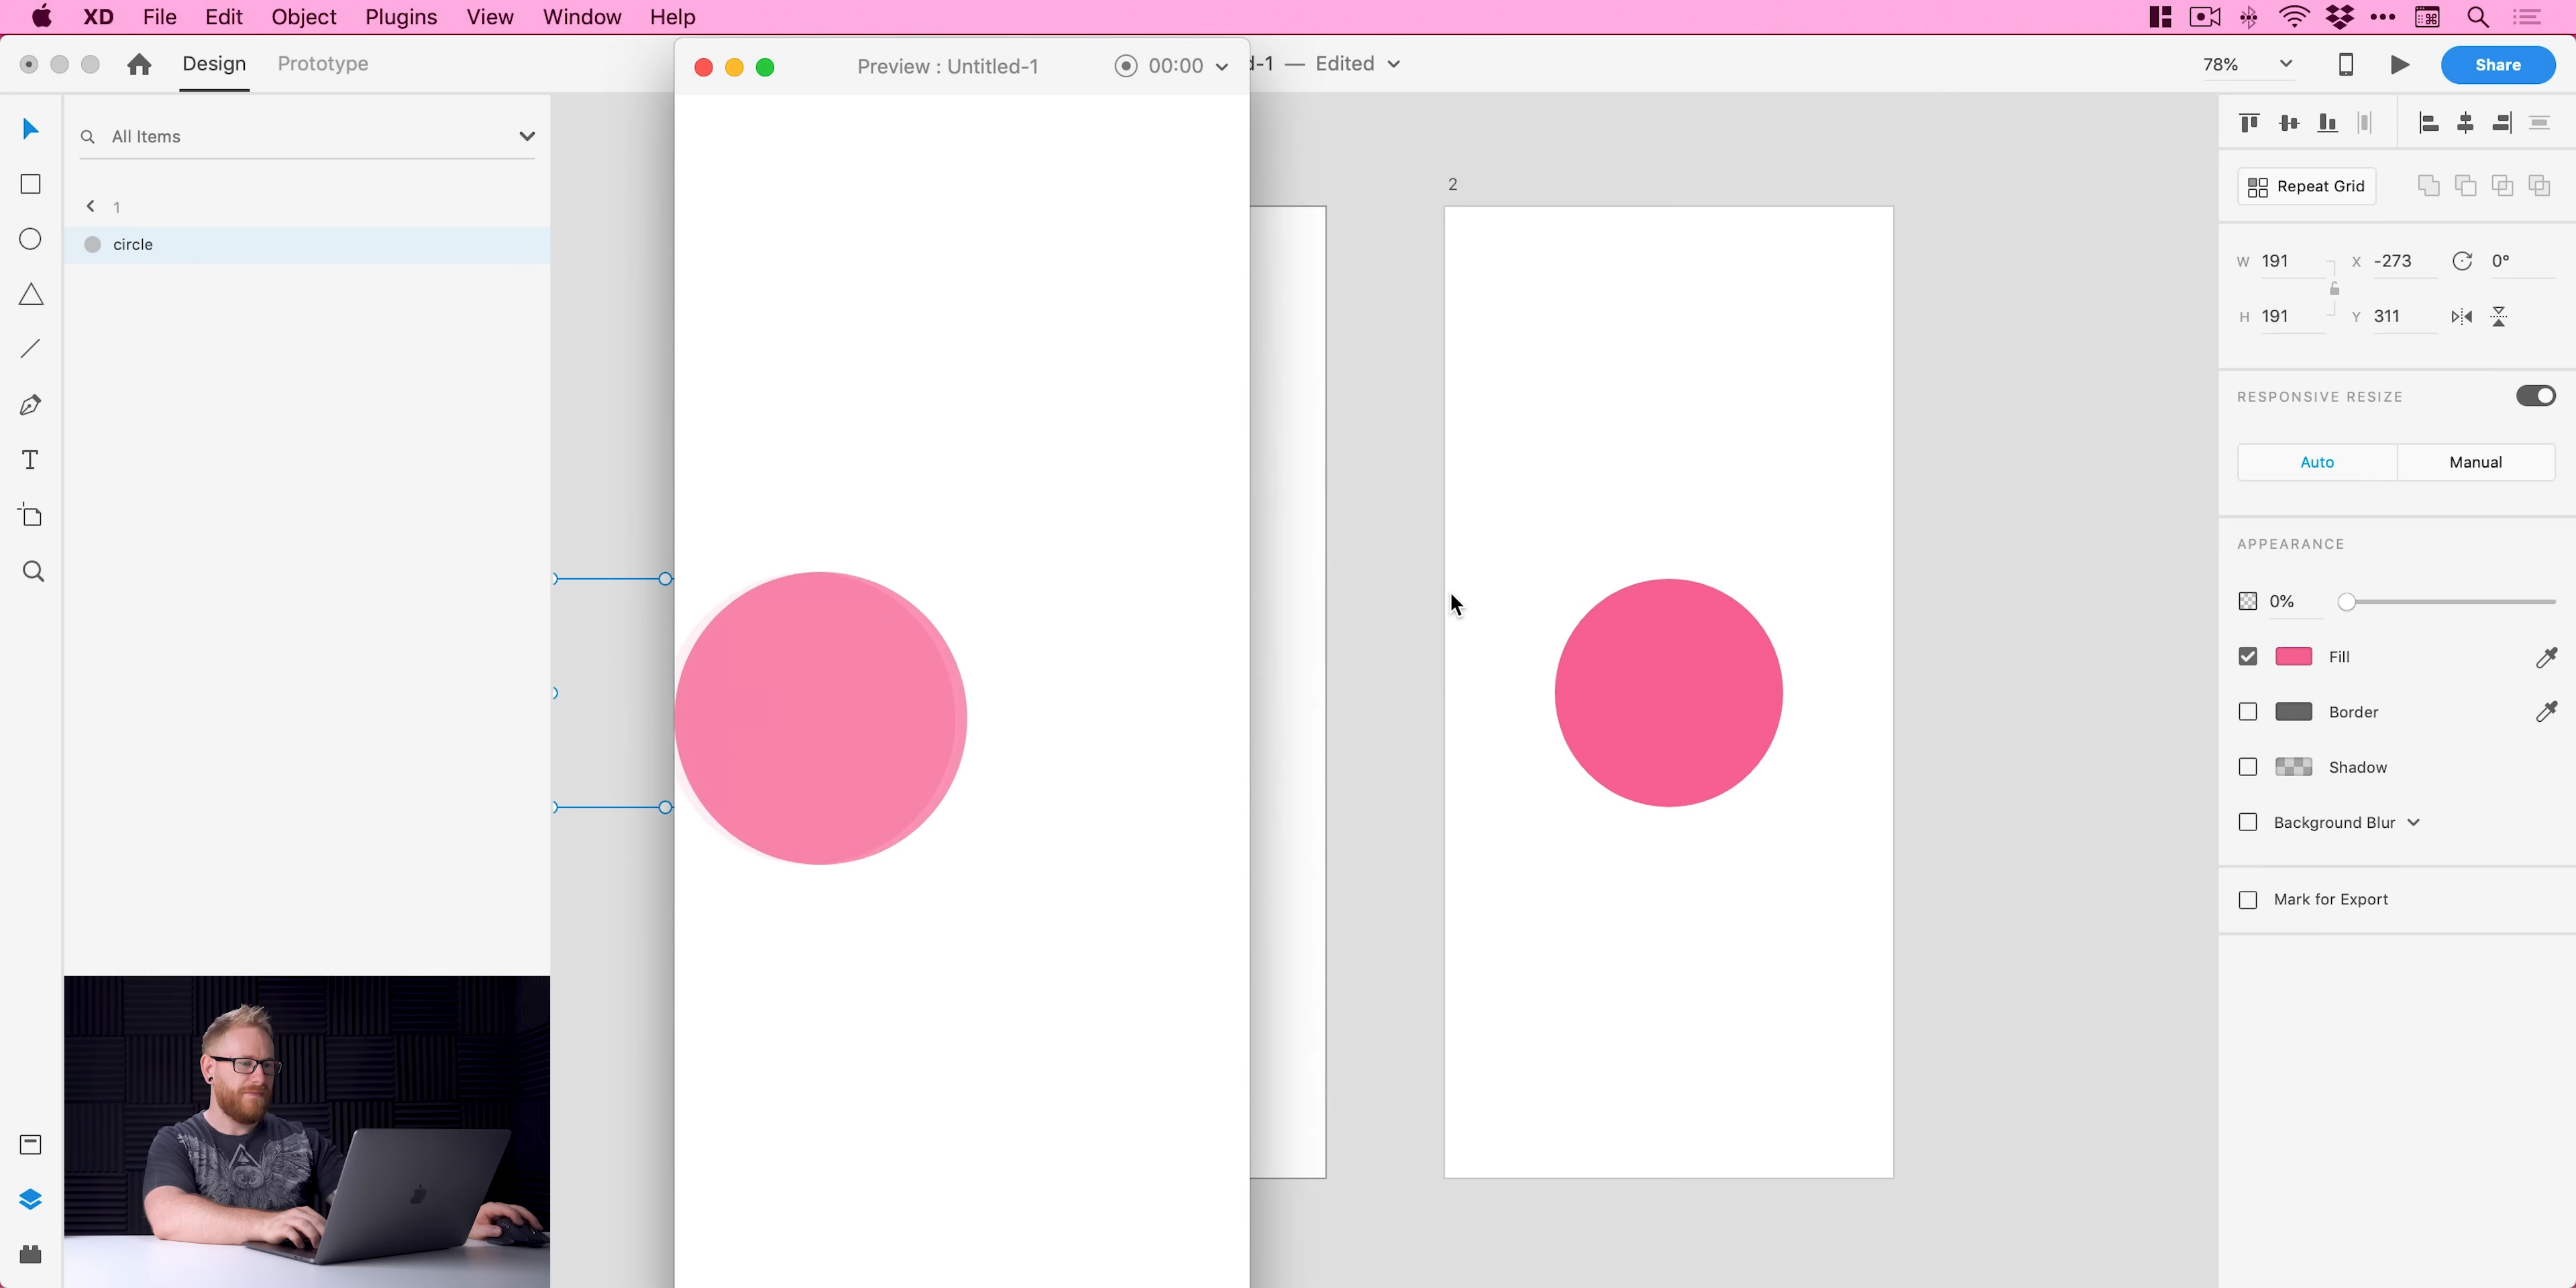 XD File Edit Object Plugins View Window Help
Design Prototype
Preview : Untitled-1 00:00
d-1 — Edited
78%
Share
All Items
1
circle
2
Repeat Grid
W 191 X -273 0°
H 191 Y 311
RESPONSIVE RESIZE
Auto Manual
APPEARANCE
0%
Fill
Border
Shadow
Background Blur
Mark for Export